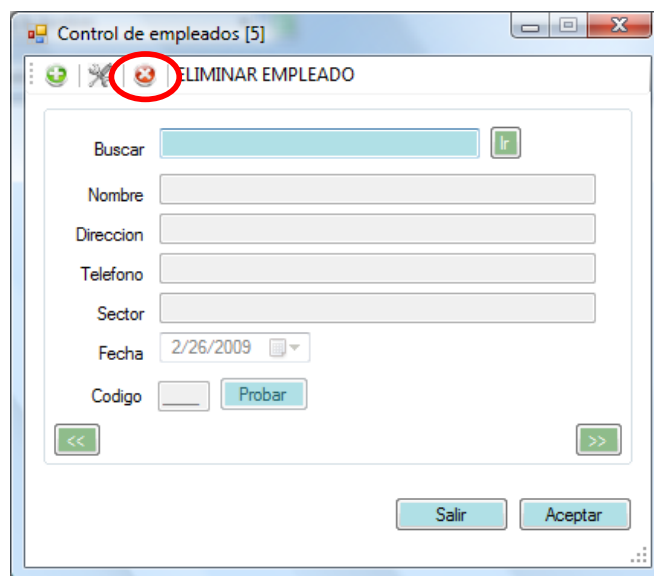 Control de empleados [5]
ELIMINAR EMPLEADO
Buscar Ir
Nombre
Direccion
Telefono
Sector
Fecha 2/26/2009
Codigo ____ Probar
<< >>
Salir Aceptar